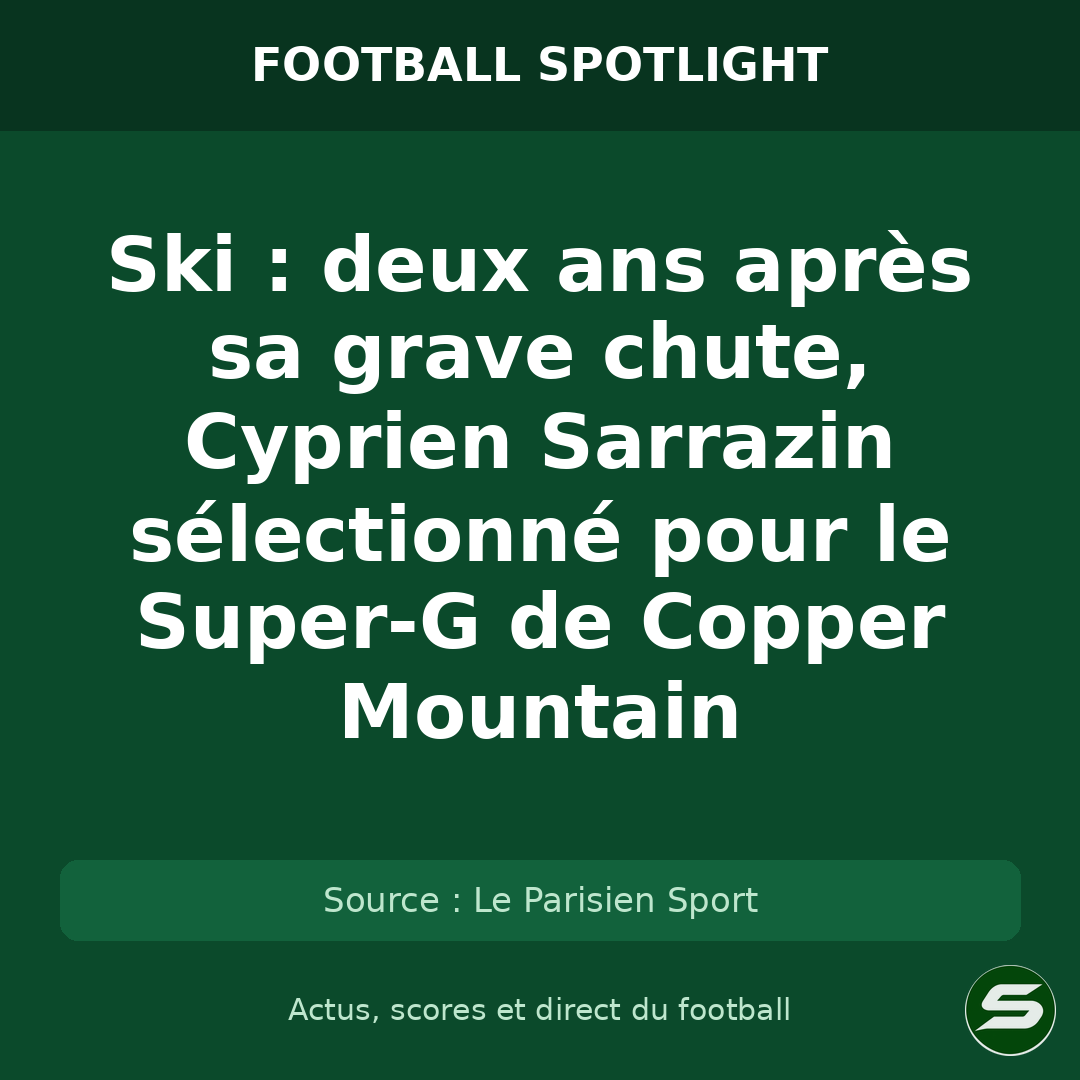 FOOTBALL SPOTLIGHT
Ski : deux ans après
sa grave chute,
Cyprien Sarrazin
sélectionné pour le
Super-G de Copper
Mountain
Source : Le Parisien Sport
Actus, scores et direct du football
S